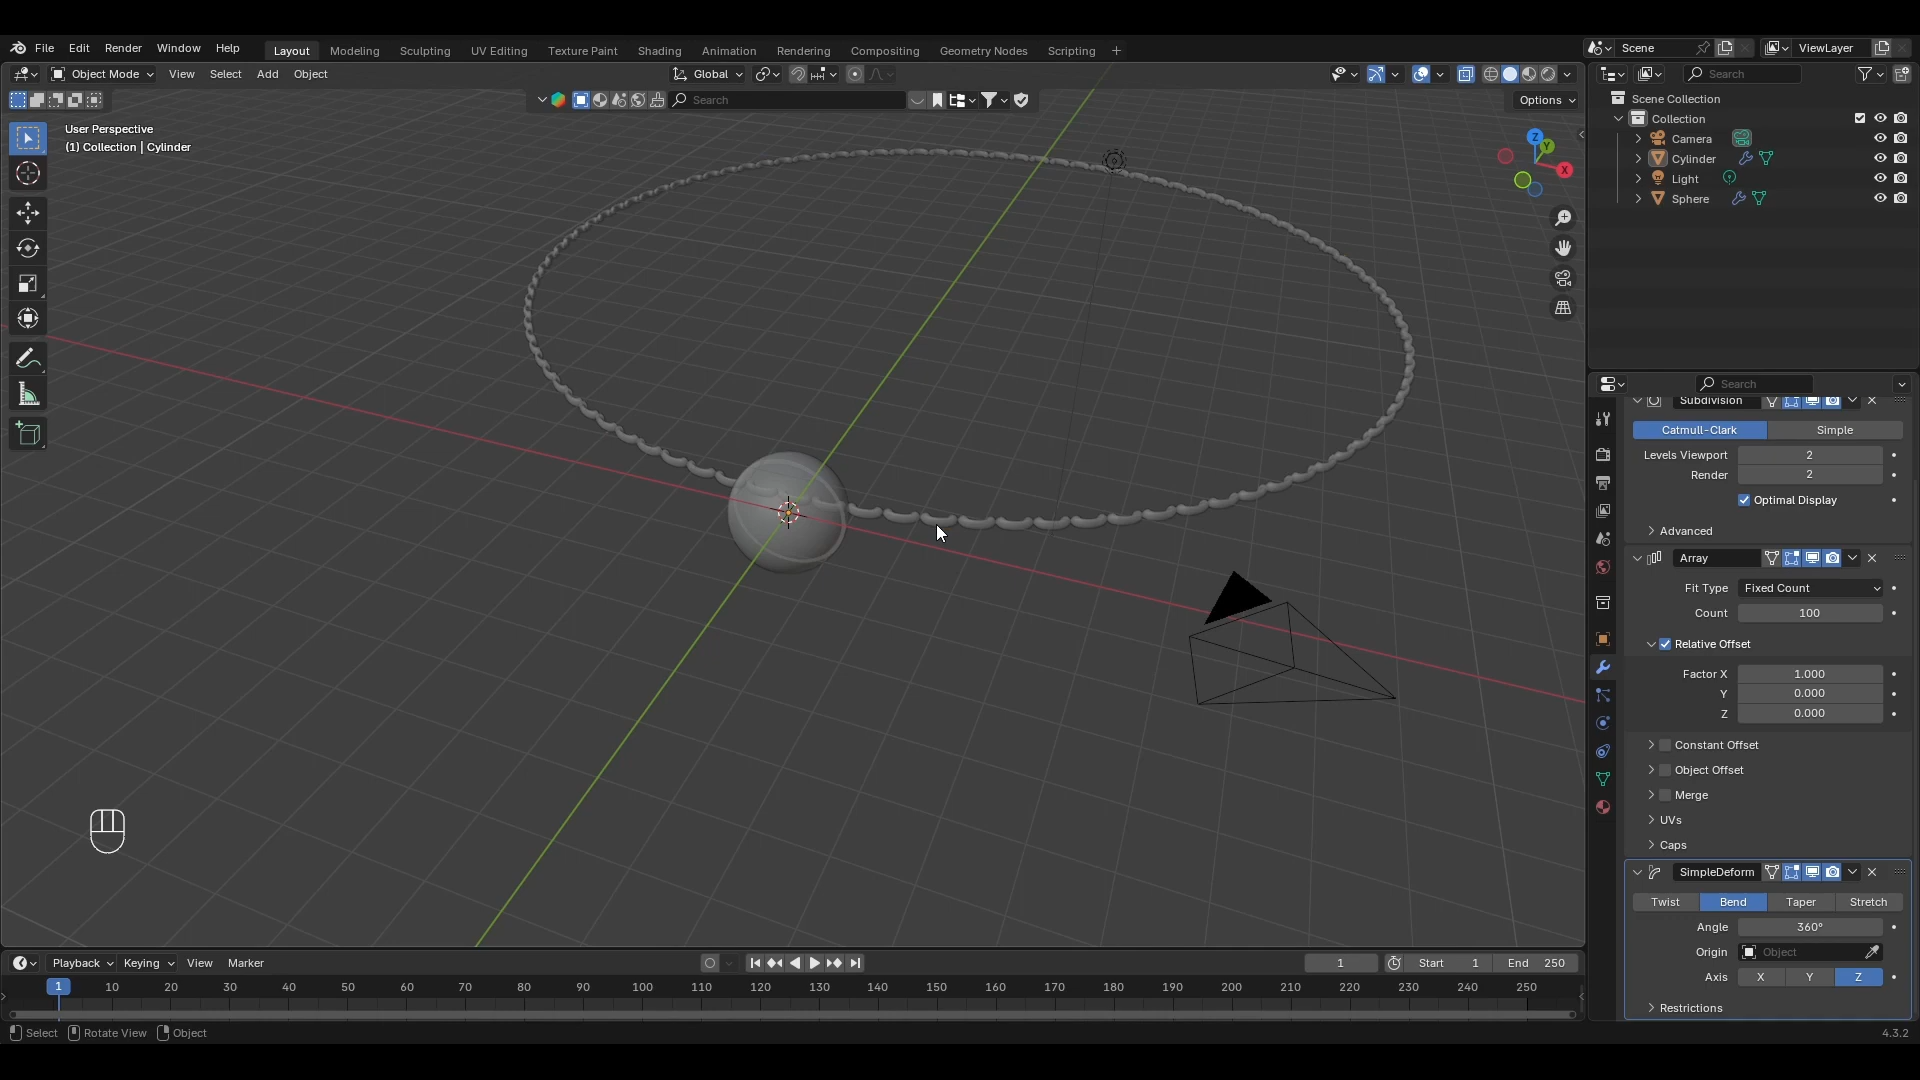 File Edit Render Window Help Layout Modeling Sculpting UV Editing Texture Paint Shading Animation Rendering Compositing Geometry Nodes Scripting + Scene ViewLayer
Object Mode View Select Add Object Global Search
Search Options
User Perspective
(1) Collection | Cylinder
Z
Y
X
Scene Collection
Collection
Camera
Cylinder
Light
Sphere
Search
Subdivision
Catmull-Clark Simple
Levels Viewport 2
Render 2
Optimal Display
Advanced
Array
Fit Type Fixed Count
Count 100
Relative Offset
Factor X 1.000
Y 0.000
Z 0.000
Constant Offset
Object Offset
Merge
UVs
Caps
SimpleDeform
Twist Bend Taper Stretch
Angle 360°
Origin Object
Axis X Y Z
Restrictions
Playback Keying View Marker 1 Start 1 End 250
1 10 20 30 40 50 60 70 80 90 100 110 120 130 140 150 160 170 180 190 200 210 220 230 240 250
Select Rotate View Object 4.3.2